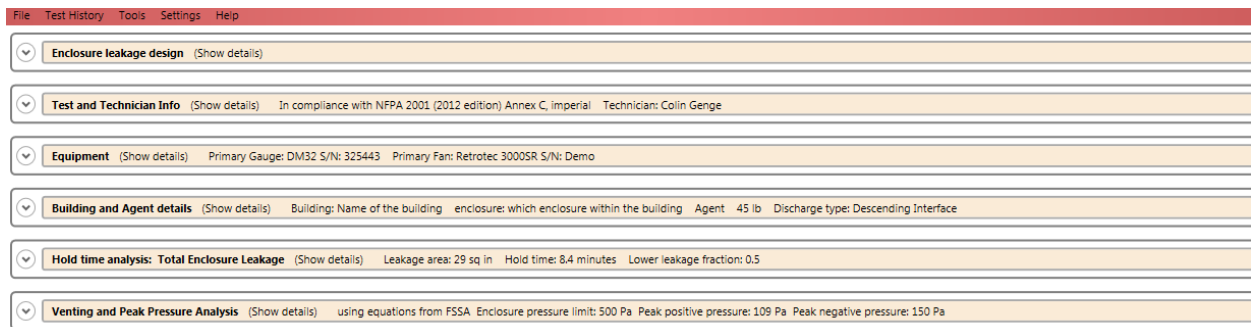 File Test History Tools Settings Help
Enclosure leakage design (Show details)
Test and Technician Info (Show details) In compliance with NFPA 2001 (2012 edition) Annex C, imperial Technician: Colin Genge
Equipment (Show details) Primary Gauge: DM32 S/N: 325443 Primary Fan: Retrotec 3000SR S/N: Demo
Building and Agent details (Show details) Building: Name of the building enclosure: which enclosure within the building Agent 45 lb Discharge type: Descending Interface
Hold time analysis: Total Enclosure Leakage (Show details) Leakage area: 29 sq in Hold time: 8.4 minutes Lower leakage fraction: 0.5
Venting and Peak Pressure Analysis (Show details) using equations from FSSA Enclosure pressure limit: 500 Pa Peak positive pressure: 109 Pa Peak negative pressure: 150 Pa